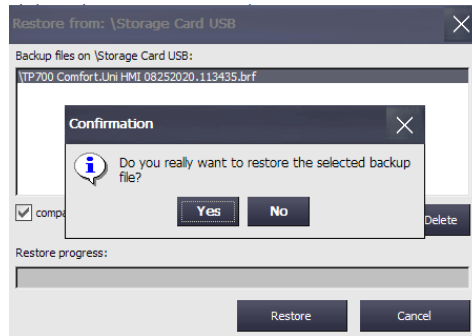 Restore from: \Storage Card USB
Backup files on \Storage Card USB:
\TP700 Comfort.Uni HMI 08252020.113435.brf
Confirmation
Do you really want to restore the selected backup
file?
Yes No
Delete
Restore progress:
Restore Cancel